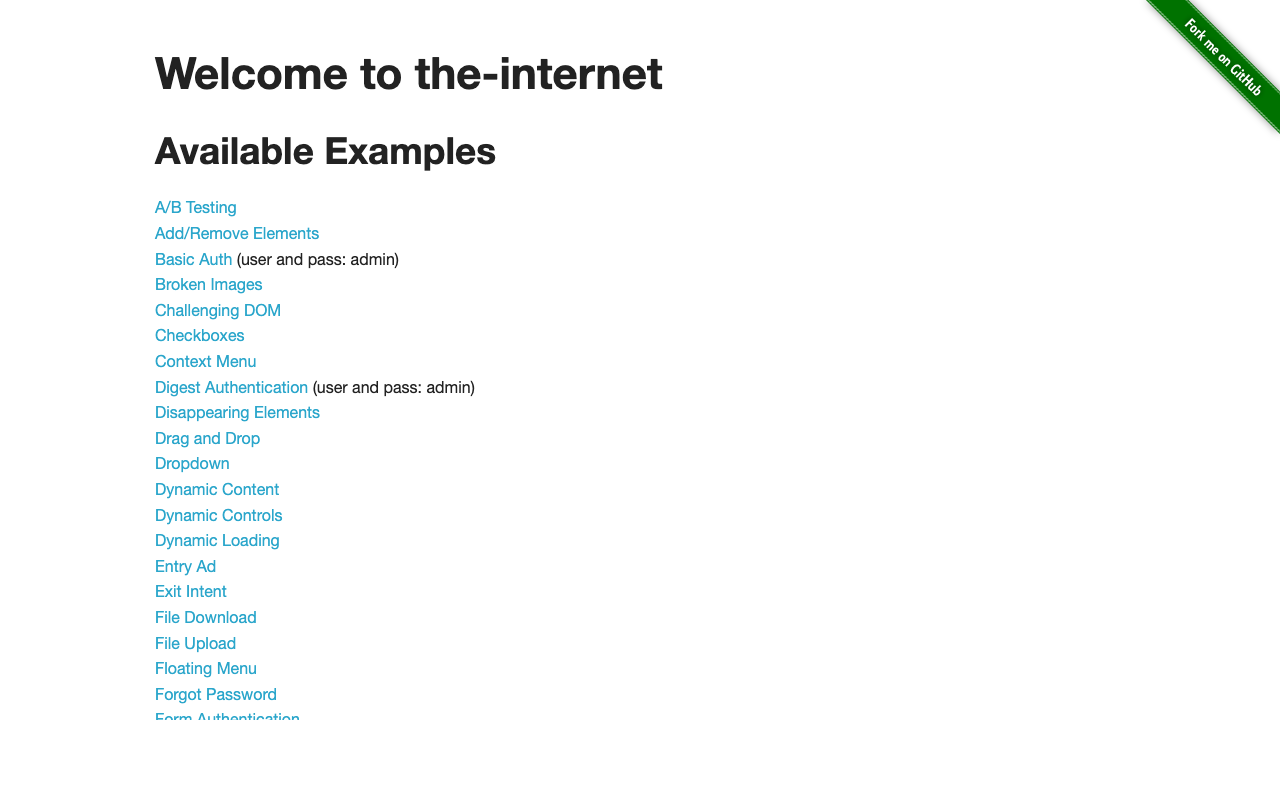 Fork me on GitHub
Welcome to the-internet
Available Examples
A/B Testing
Add/Remove Elements
Basic Auth (user and pass: admin)
Broken Images
Challenging DOM
Checkboxes
Context Menu
Digest Authentication (user and pass: admin)
Disappearing Elements
Drag and Drop
Dropdown
Dynamic Content
Dynamic Controls
Dynamic Loading
Entry Ad
Exit Intent
File Download
File Upload
Floating Menu
Forgot Password
Form Authentication